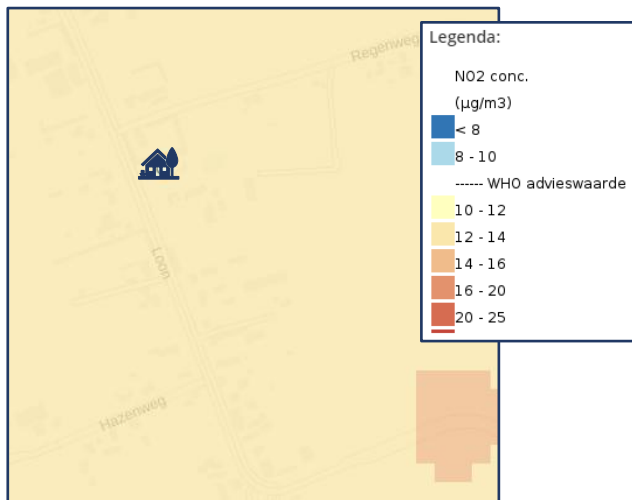 Regenweg
Loon
Hazenweg
Legenda:
NO2 conc.
(µg/m3)
< 8
8 - 10
------ WHO advieswaarde
10 - 12
12 - 14
14 - 16
16 - 20
20 - 25